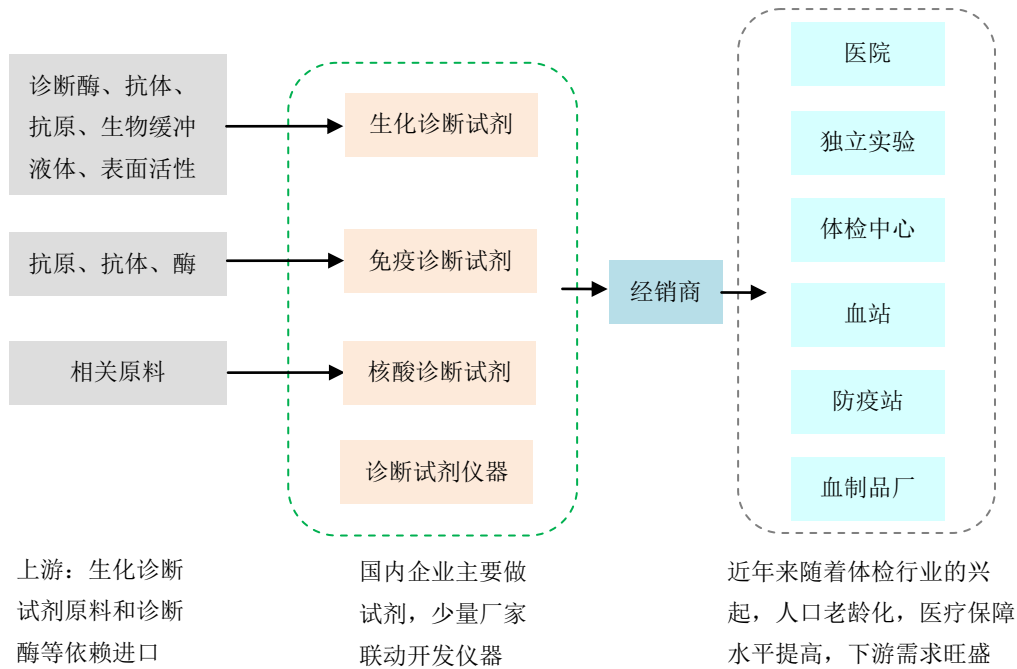 诊断酶、抗体、
抗原、生物缓冲
液体、表面活性
抗原、抗体、酶
相关原料
生化诊断试剂
免疫诊断试剂
核酸诊断试剂
诊断试剂仪器
经销商
医院
独立实验
体检中心
血站
防疫站
血制品厂
上游：生化诊断
试剂原料和诊断
酶等依赖进口
国内企业主要做
试剂，少量厂家
联动开发仪器
近年来随着体检行业的兴
起，人口老龄化，医疗保障
水平提高，下游需求旺盛